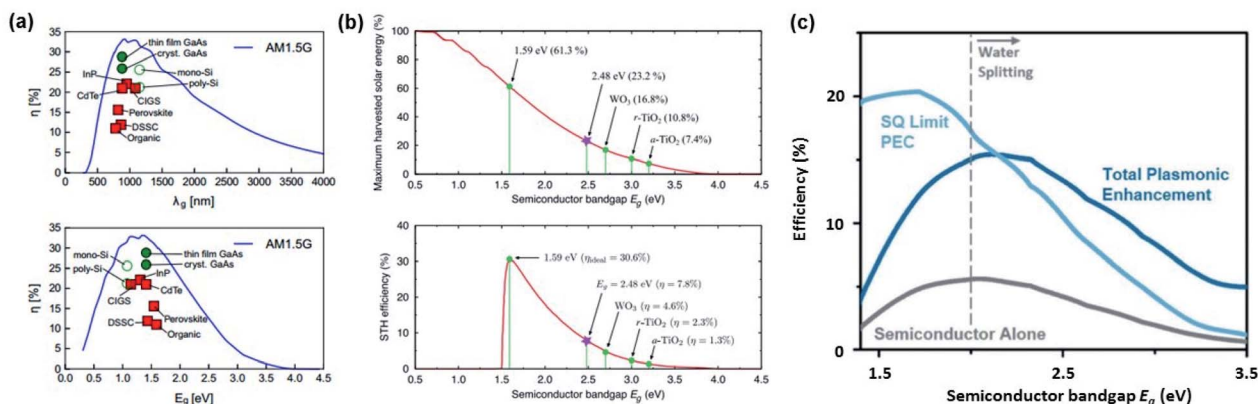 (a)
35
30
25
20
15
10
5
0
η [%]
AM1.5G
thin film GaAs
cryst. GaAs
InP
mono-Si
poly-Si
CdTe
CIGS
Perovskite
DSSC
Organic
0 500 1000 1500 2000 2500 3000 3500 4000
λg [nm]
35
30
25
20
15
10
5
0
η [%]
AM1.5G
mono-Si
thin film GaAs
cryst. GaAs
poly-Si
InP
CIGS
CdTe
Perovskite
DSSC
Organic
0.0 0.5 1.0 1.5 2.0 2.5 3.0 3.5 4.0 4.5
Eg [eV]
(b)
100
80
60
40
20
0
Maximum harvested solar energy (%)
1.59 eV (61.3 %)
2.48 eV (23.2 %)
WO3 (16.8%)
r-TiO2 (10.8%)
a-TiO2 (7.4%)
0.5 1.0 1.5 2.0 2.5 3.0 3.5 4.0 4.5
Semiconductor bandgap Eg (eV)
40
30
20
10
0
STH efficiency (%)
1.59 eV (ηideal = 30.6%)
Eg = 2.48 eV (η = 7.8%)
WO3 (η = 4.6%)
r-TiO2 (η = 2.3%)
a-TiO2 (η = 1.3%)
0.5 1.0 1.5 2.0 2.5 3.0 3.5 4.0 4.5
Semiconductor bandgap Eg (eV)
(c)
20
10
0
Efficiency (%)
Water
Splitting
SQ Limit
PEC
Total Plasmonic
Enhancement
Semiconductor Alone
1.5 2.5 3.5
Semiconductor bandgap Eg (eV)